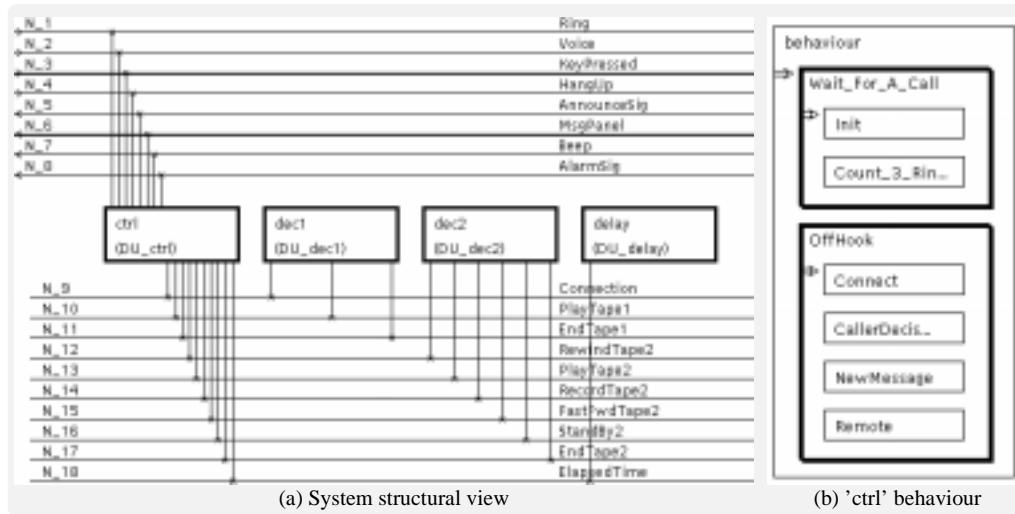 N_1 Ring
N_2 Voice
N_3 KeyPressed
N_4 HangUp
N_5 AnnounceSig
N_6 MsgPanel
N_7 Beep
N_8 AlarmSig
ctrl dec1 dec2 delay
(DU_ctrl) (DU_dec1) (DU_dec2) (DU_delay)
N_9 Connection
N_10 PlayTape1
N_11 EndTape1
N_12 RewindTape2
N_13 PlayTape2
N_14 RecordTape2
N_15 FastFwdTape2
N_16 StandBy2
N_17 EndTape2
N_18 ElapsedTime
(a) System structural view
behaviour
Wait_For_A_Call
Init
Count_3_Rin...
OffHook
Connect
CallerDecis...
NewMessage
Remote
(b) 'ctrl' behaviour